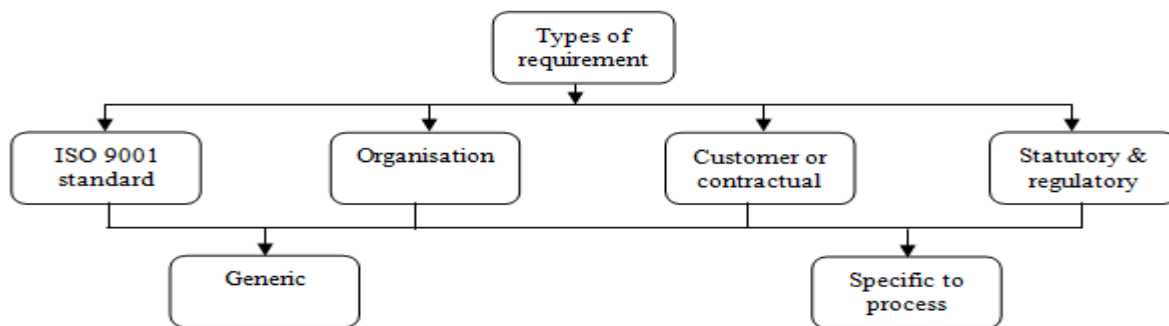 Types of
requirement
ISO 9001
standard
Organisation
Customer or
contractual
Statutory &
regulatory
Generic
Specific to
process